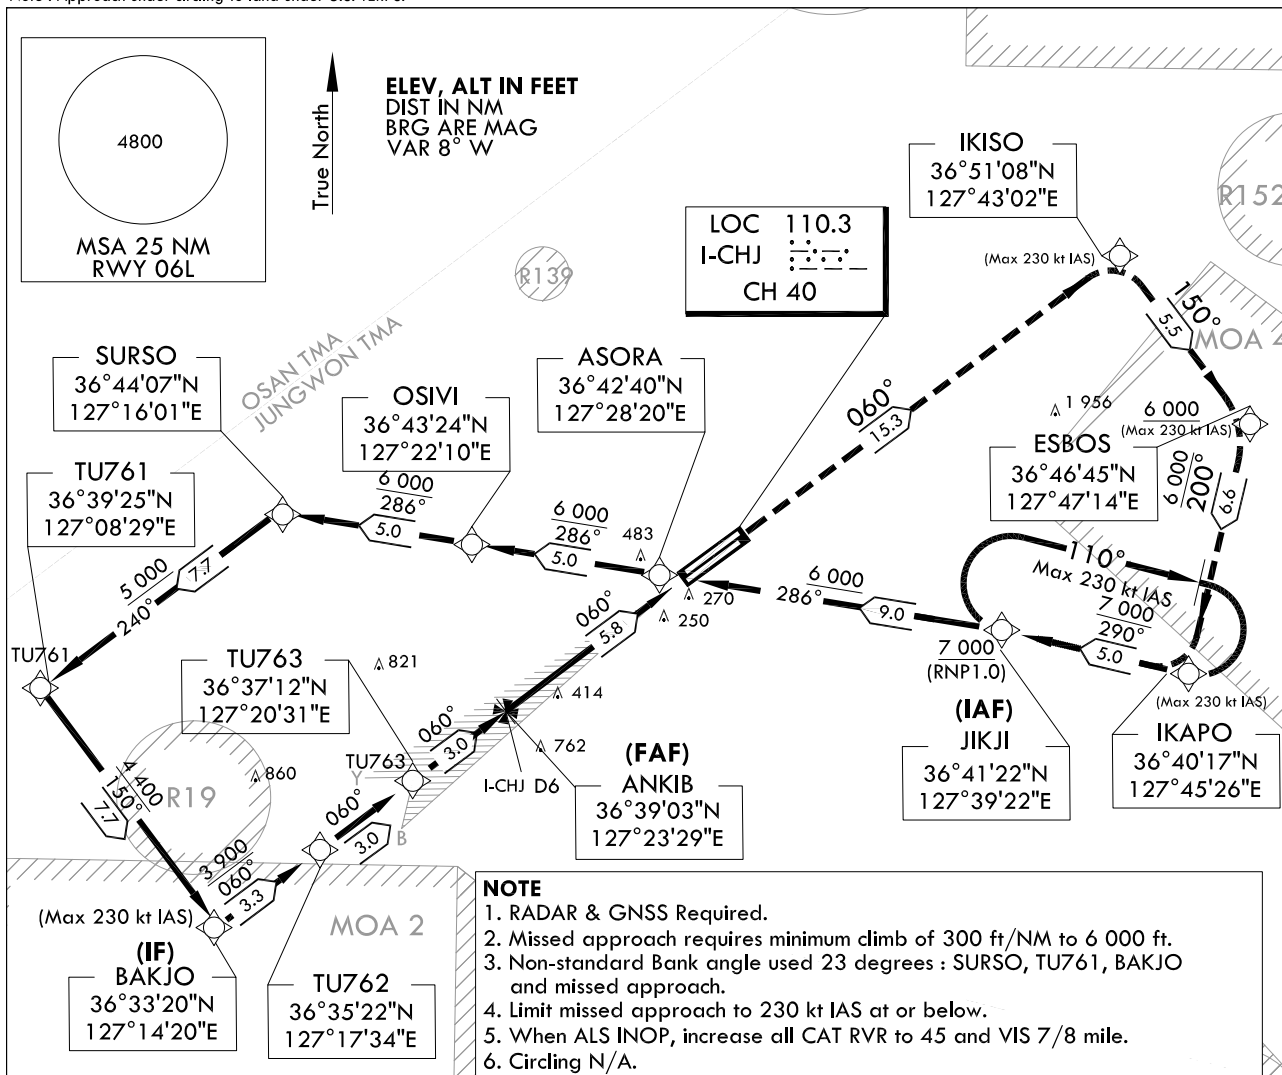 4800
MSA 25 NM
RWY 06L
True North
ELEV, ALT IN FEET
DIST IN NM
BRG ARE MAG
VAR 8° W
IKISO
36°51'08"N
127°43'02"E
R152
(Max 230 kt IAS)
LOC 110.3
I-CHJ
CH 40
R139
150°
5.5
MOA 4
OSAN TMA
JUNGWON TMA
SURSO
36°44'07"N
127°16'01"E
OSIVI
36°43'24"N
127°22'10"E
ASORA
36°42'40"N
127°28'20"E
060°
15.3
1 956
6 000
(Max 230 kt IAS)
ESBOS
36°46'45"N
127°47'14"E
6 000
200°
6.6
TU761
36°39'25"N
127°08'29"E
6 000
286°
5.0
6 000
286°
5.0
483
5 000
7.7
240°
270
250
060°
5.8
6 000
286°
9.0
110°
Max 230 kt IAS
7 000
290°
5.0
7 000
(RNP1.0)
(Max 230 kt IAS)
TU761
TU763
36°37'12"N
127°20'31"E
821
414
762
(IAF)
JIKJI
36°41'22"N
127°39'22"E
IKAPO
36°40'17"N
127°45'26"E
060°
3.0
TU763
Y
B
I-CHJ D6
(FAF)
ANKIB
36°39'03"N
127°23'29"E
860
R19
4 400
150°
7.7
060°
3.0
3 900
060°
3.3
(Max 230 kt IAS)
MOA 2
(IF)
BAKJO
36°33'20"N
127°14'20"E
TU762
36°35'22"N
127°17'34"E
NOTE
1. RADAR & GNSS Required.
2. Missed approach requires minimum climb of 300 ft/NM to 6 000 ft.
3. Non-standard Bank angle used 23 degrees : SURSO, TU761, BAKJO
and missed approach.
4. Limit missed approach to 230 kt IAS at or below.
5. When ALS INOP, increase all CAT RVR to 45 and VIS 7/8 mile.
6. Circling N/A.